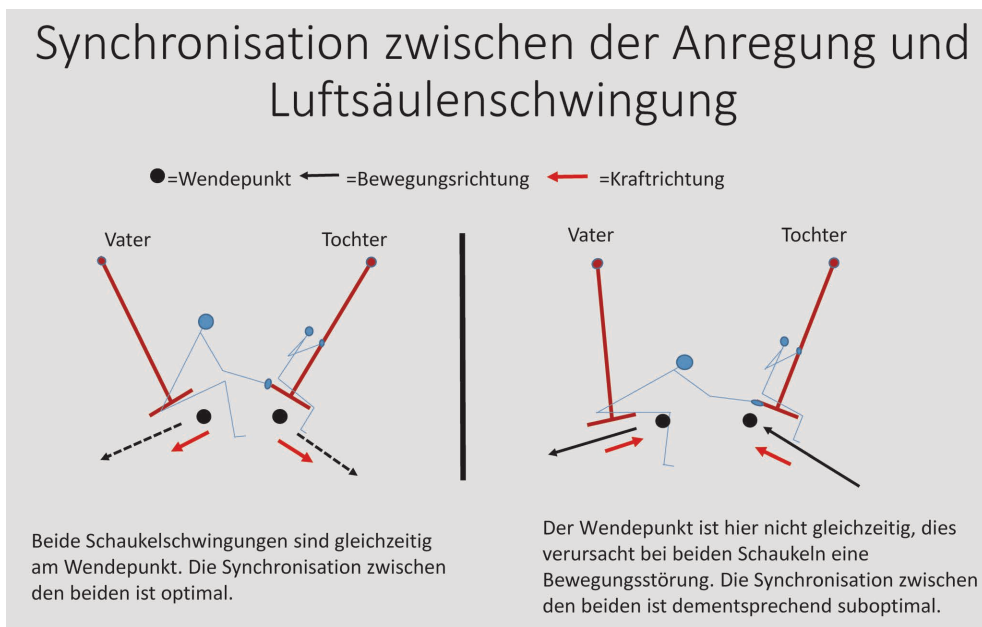 Synchronisation zwischen der Anregung und
Luftsäulenschwingung
=Wendepunkt =Bewegungsrichtung =Kraftrichtung
Vater Tochter
Vater Tochter
Beide Schaukelschwingungen sind gleichzeitig
am Wendepunkt. Die Synchronisation zwischen
den beiden ist optimal.
Der Wendepunkt ist hier nicht gleichzeitig, dies
verursacht bei beiden Schaukeln eine
Bewegungsstörung. Die Synchronisation zwischen
den beiden ist dementsprechend suboptimal.